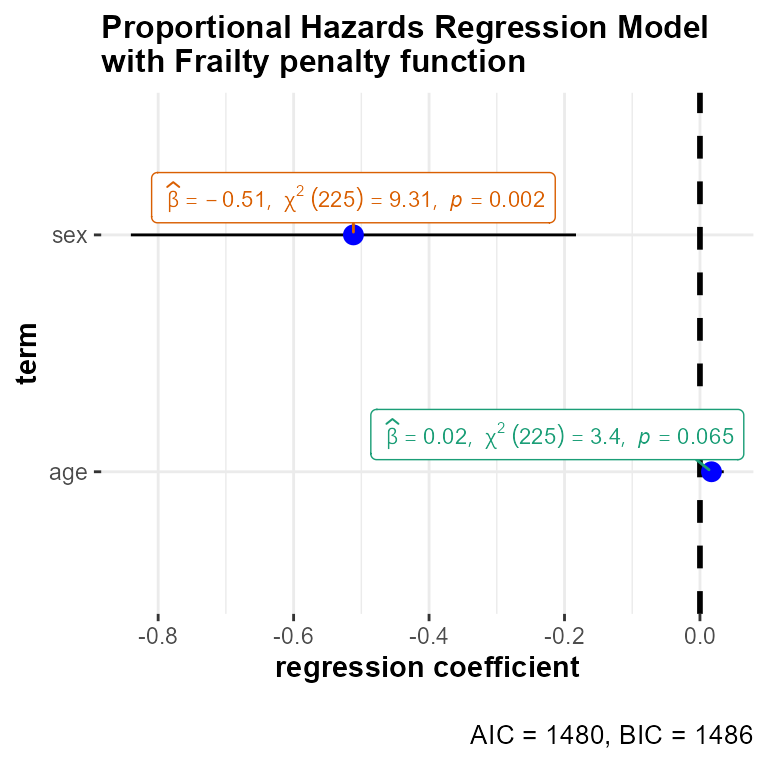 Proportional Hazards Regression Model
with Frailty penalty function
β̂ = − 0.51, χ² (225) = 9.31, p = 0.002
sex
term
β̂ = 0.02, χ² (225) = 3.4, p = 0.065
age
-0.8 -0.6 -0.4 -0.2 0.0
regression coefficient
AIC = 1480, BIC = 1486